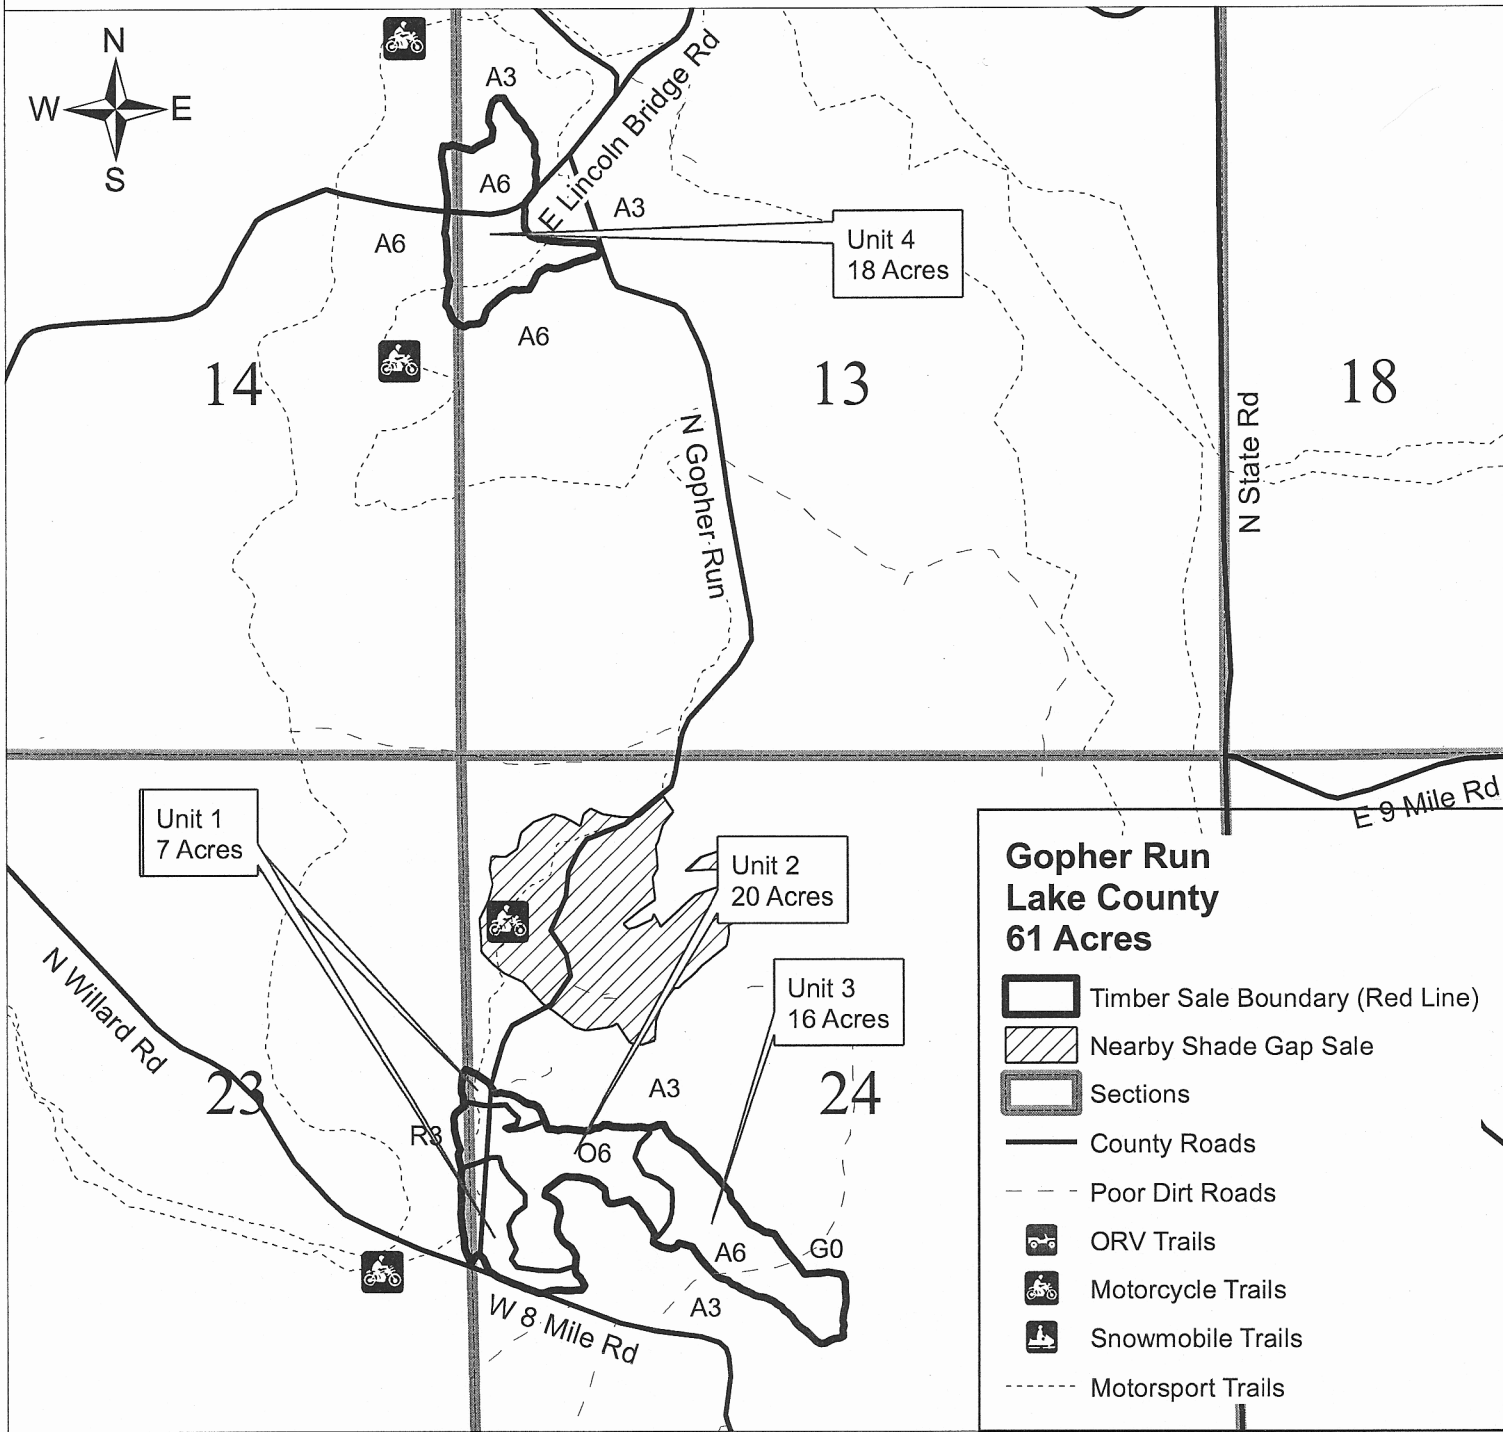 N
W E
S
A3
E Lincoln Bridge Rd
A6
A3
A6
Unit 4
18 Acres
A6
14
13
18
N Gopher Run
N State Rd
E 9 Mile Rd
Unit 1
7 Acres
Unit 2
20 Acres
Unit 3
16 Acres
N Willard Rd
23
24
A3
R3
O6
A6
G0
A3
W 8 Mile Rd
Gopher Run
Lake County
61 Acres
Timber Sale Boundary (Red Line)
Nearby Shade Gap Sale
Sections
County Roads
Poor Dirt Roads
ORV Trails
Motorcycle Trails
Snowmobile Trails
Motorsport Trails